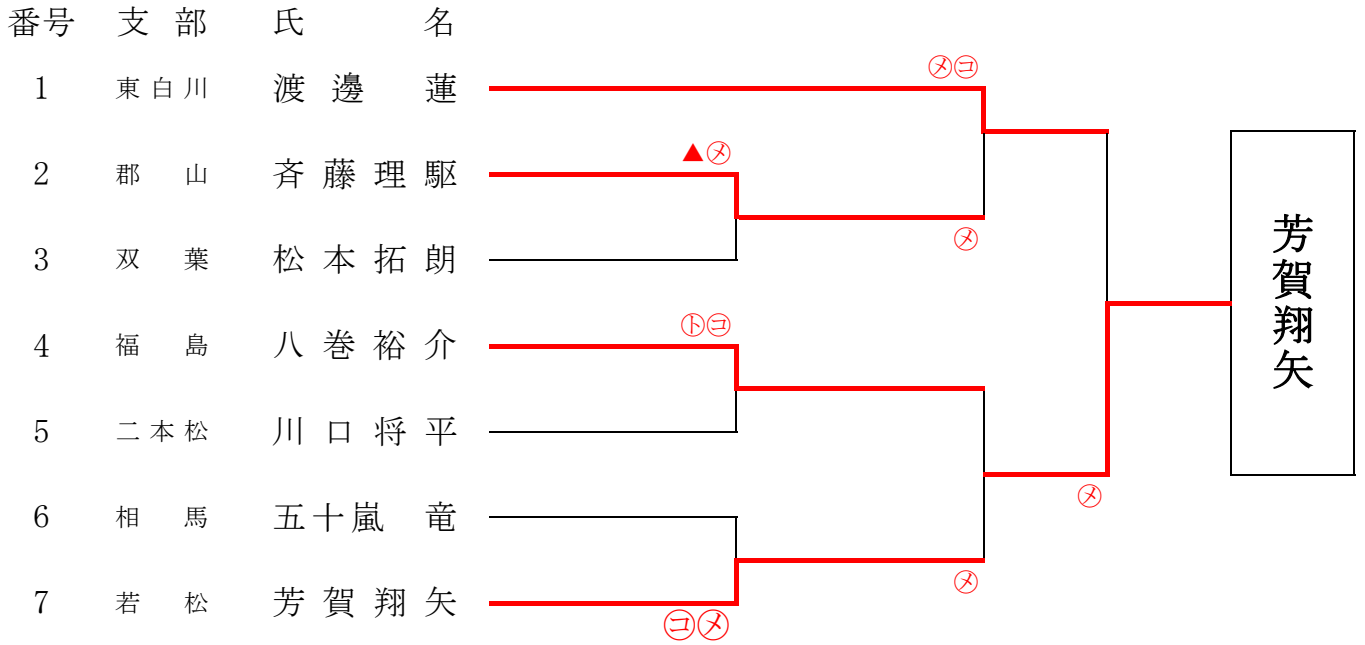 番号 支部 氏名
㋱㋙
1 東白川 渡邊 蓮
▲㋱
2 郡山 斉藤理駆
㋱
3 双葉 松本拓朗
㋣㋙
4 福島 八巻裕介
5 二本松 川口将平
㋱
6 相馬 五十嵐 竜
㋱
7 若松 芳賀翔矢
㋙㋱
芳賀翔矢